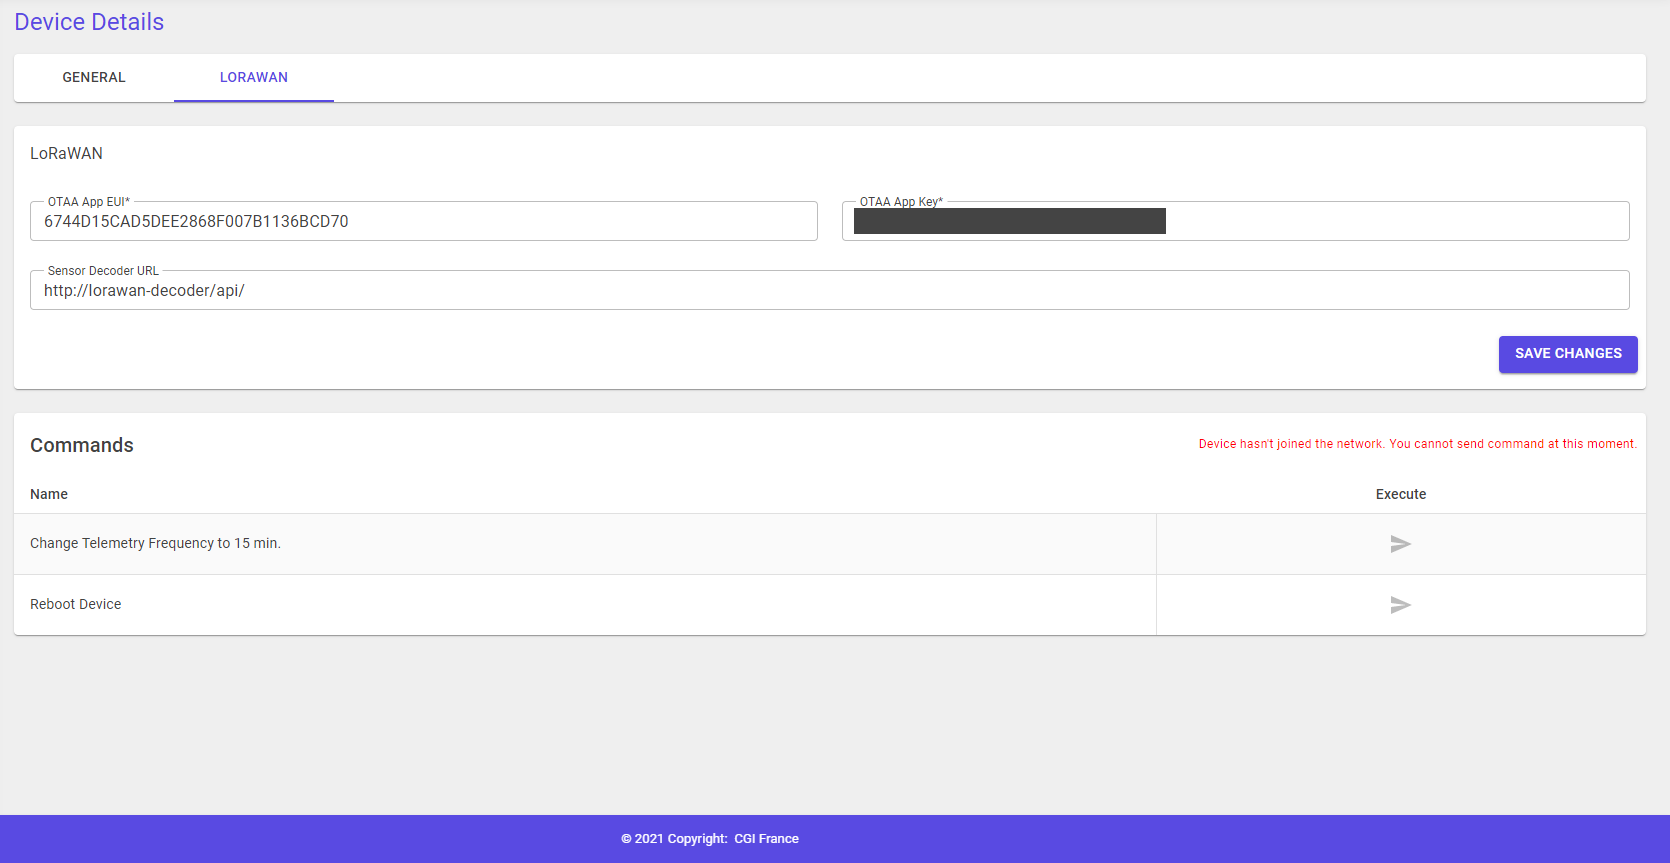 Device Details
GENERAL
LORAWAN
LoRaWAN
OTAA App EUI*
6744D15CAD5DEE2868F007B1136BCD70
OTAA App Key*
Sensor Decoder URL
http://lorawan-decoder/api/
SAVE CHANGES
Commands
Device hasn't joined the network. You cannot send command at this moment.
Name
Execute
Change Telemetry Frequency to 15 min.
Reboot Device
© 2021 Copyright: CGI France